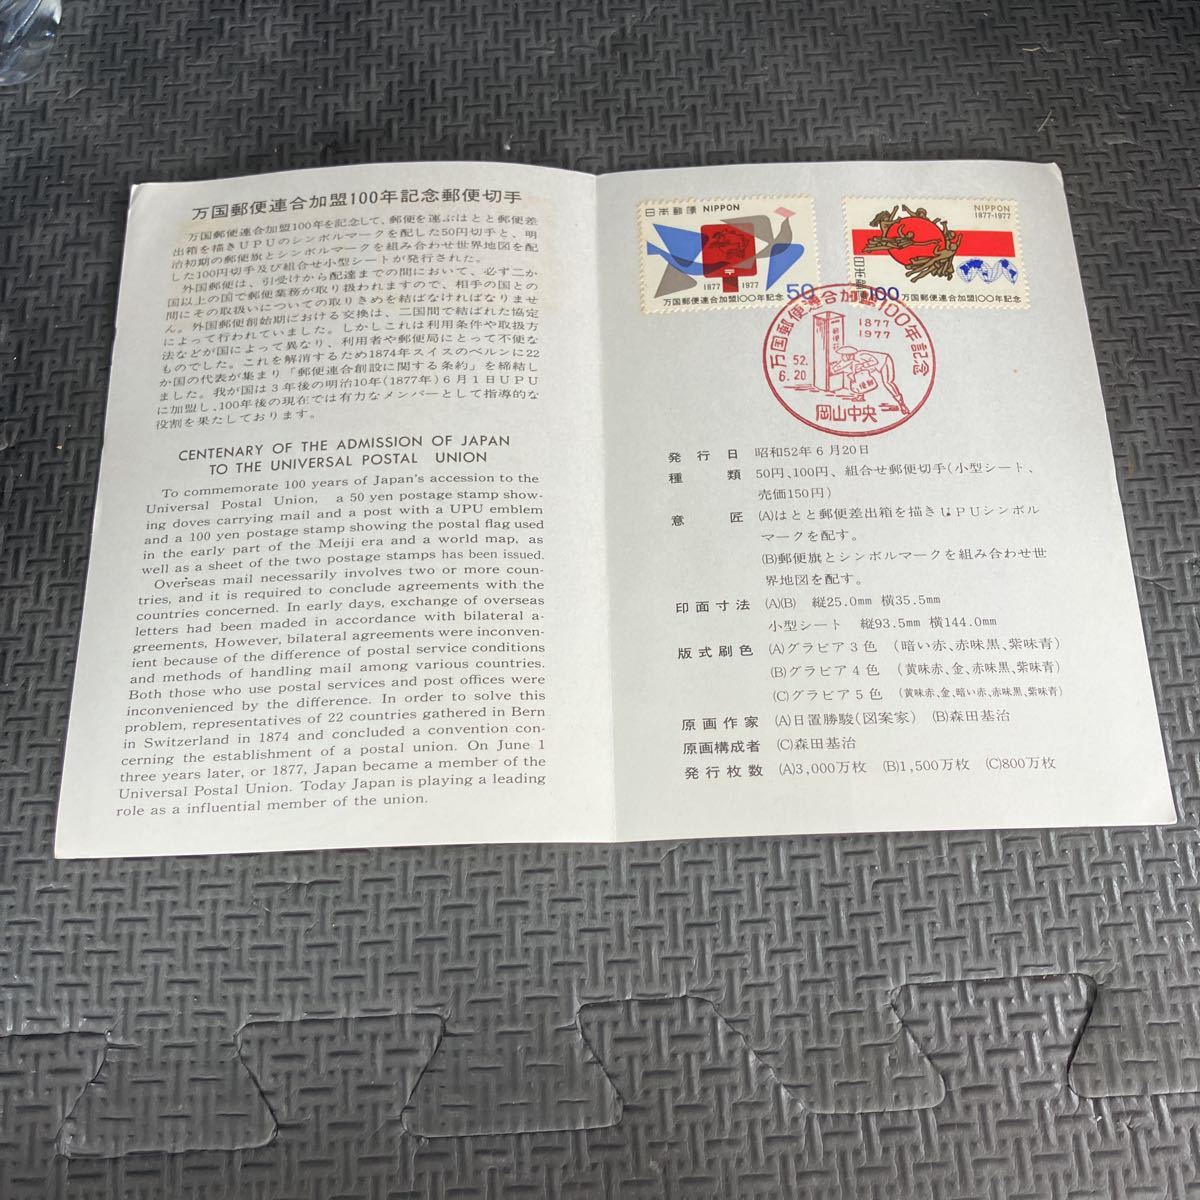 万国郵便連合加盟100年記念郵便切手
万国郵便連合加盟100年を記念して、郵便を運ぶはとと郵便差
出箱を描きUPUのシンボルマークを配した50円切手と、明
治初期の郵便旗とシンボルマークを組み合わせ世界地図を配
した100円切手及び組合せ小型シートが発行された。
外国郵便は、引受けから配達までの間において、必ず二か
国以上の国で郵便業務が取り扱われますので、相手の国との
間にその取扱いについての取りきめを結ばなければなりませ
ん。外国郵便創始期における交換は、二国間で結ばれた協定
によって行われていました。しかしこれは利用条件や取扱方
法などが国によって異なり、利用者や郵便局にとって不便な
ものでした。これを解消するため1874年スイスのベルンに22
か国の代表が集まり「郵便連合創設に関する条約」を締結し
ました。我が国は3年後の明治10年(1877年)6月1日UPU
に加盟し、100年後の現在では有力なメンバーとして指導的な
役割を果たしております。
CENTENARY OF THE ADMISSION OF JAPAN
TO THE UNIVERSAL POSTAL UNION
To commemorate 100 years of Japan's accession to the
Universal Postal Union, a 50 yen postage stamp show-
ing doves carrying mail and a post with a UPU emblem
and a 100 yen postage stamp showing the postal flag used
in the early part of the Meiji era and a world map, as
well as a sheet of the two postage stamps has been issued.
Overseas mail necessarily involves two or more coun-
tries, and it is required to conclude agreements with the
countries concerned. In early days, exchange of overseas
letters had been maded in accordance with bilateral a-
greements, However, bilateral agreements were inconven-
ient because of the difference of postal service conditions
and methods of handling mail among various countries.
Both those who use postal services and post offices were
inconvenienced by the difference. In order to solve this
problem, representatives of 22 countries gathered in Bern
in Switzerland in 1874 and concluded a convention con-
cerning the establishment of a postal union. On June 1
three years later, or 1877, Japan became a member of the
Universal Postal Union. Today Japan is playing a leading
role as a influential member of the union.
日本郵便 NIPPON
1877 1977
万国郵便連合加盟100年記念 50
NIPPON
1877-1977
日本郵便
100 万国郵便連合加盟100年記念
万国郵便連合加盟100年記念
1877
1977
52.
6.20
岡山中央
発行日 昭和52年6月20日
種類 50円、100円、組合せ郵便切手(小型シート、
売価150円)
意匠 (A)はとと郵便差出箱を描きUPUシンボル
マークを配す。
(B)郵便旗とシンボルマークを組み合わせ世
界地図を配す。
印面寸法 (A)(B) 縦25.0mm 横35.5mm
小型シート 縦93.5mm 横144.0mm
版式刷色 (A)グラビア3色 (暗い赤、赤味黒、紫味青)
(B)グラビア4色 (黄味赤、金、赤味黒、紫味青)
(C)グラビア5色 (黄味赤、金、暗い赤、赤味黒、紫味青)
原画作家 (A)日置勝駿(図案家) (B)森田基治
原画構成者 (C)森田基治
発行枚数 (A)3,000万枚 (B)1,500万枚 (C)800万枚